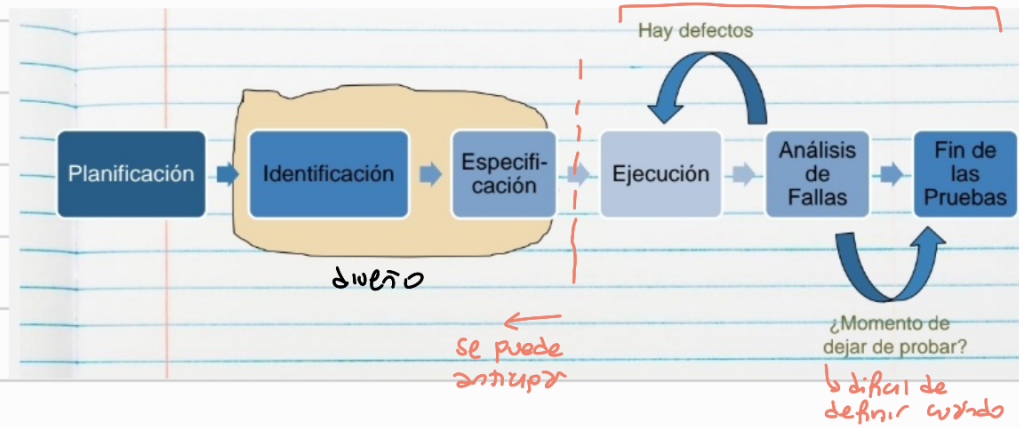 Hay defectos
Planificación
Identificación
Especifi-
cación
Ejecución
Análisis
de
Fallas
Fin de
las
Pruebas
diseño
se puede
anticipar
¿Momento de
dejar de probar?
↳ difícil de
definir cuándo